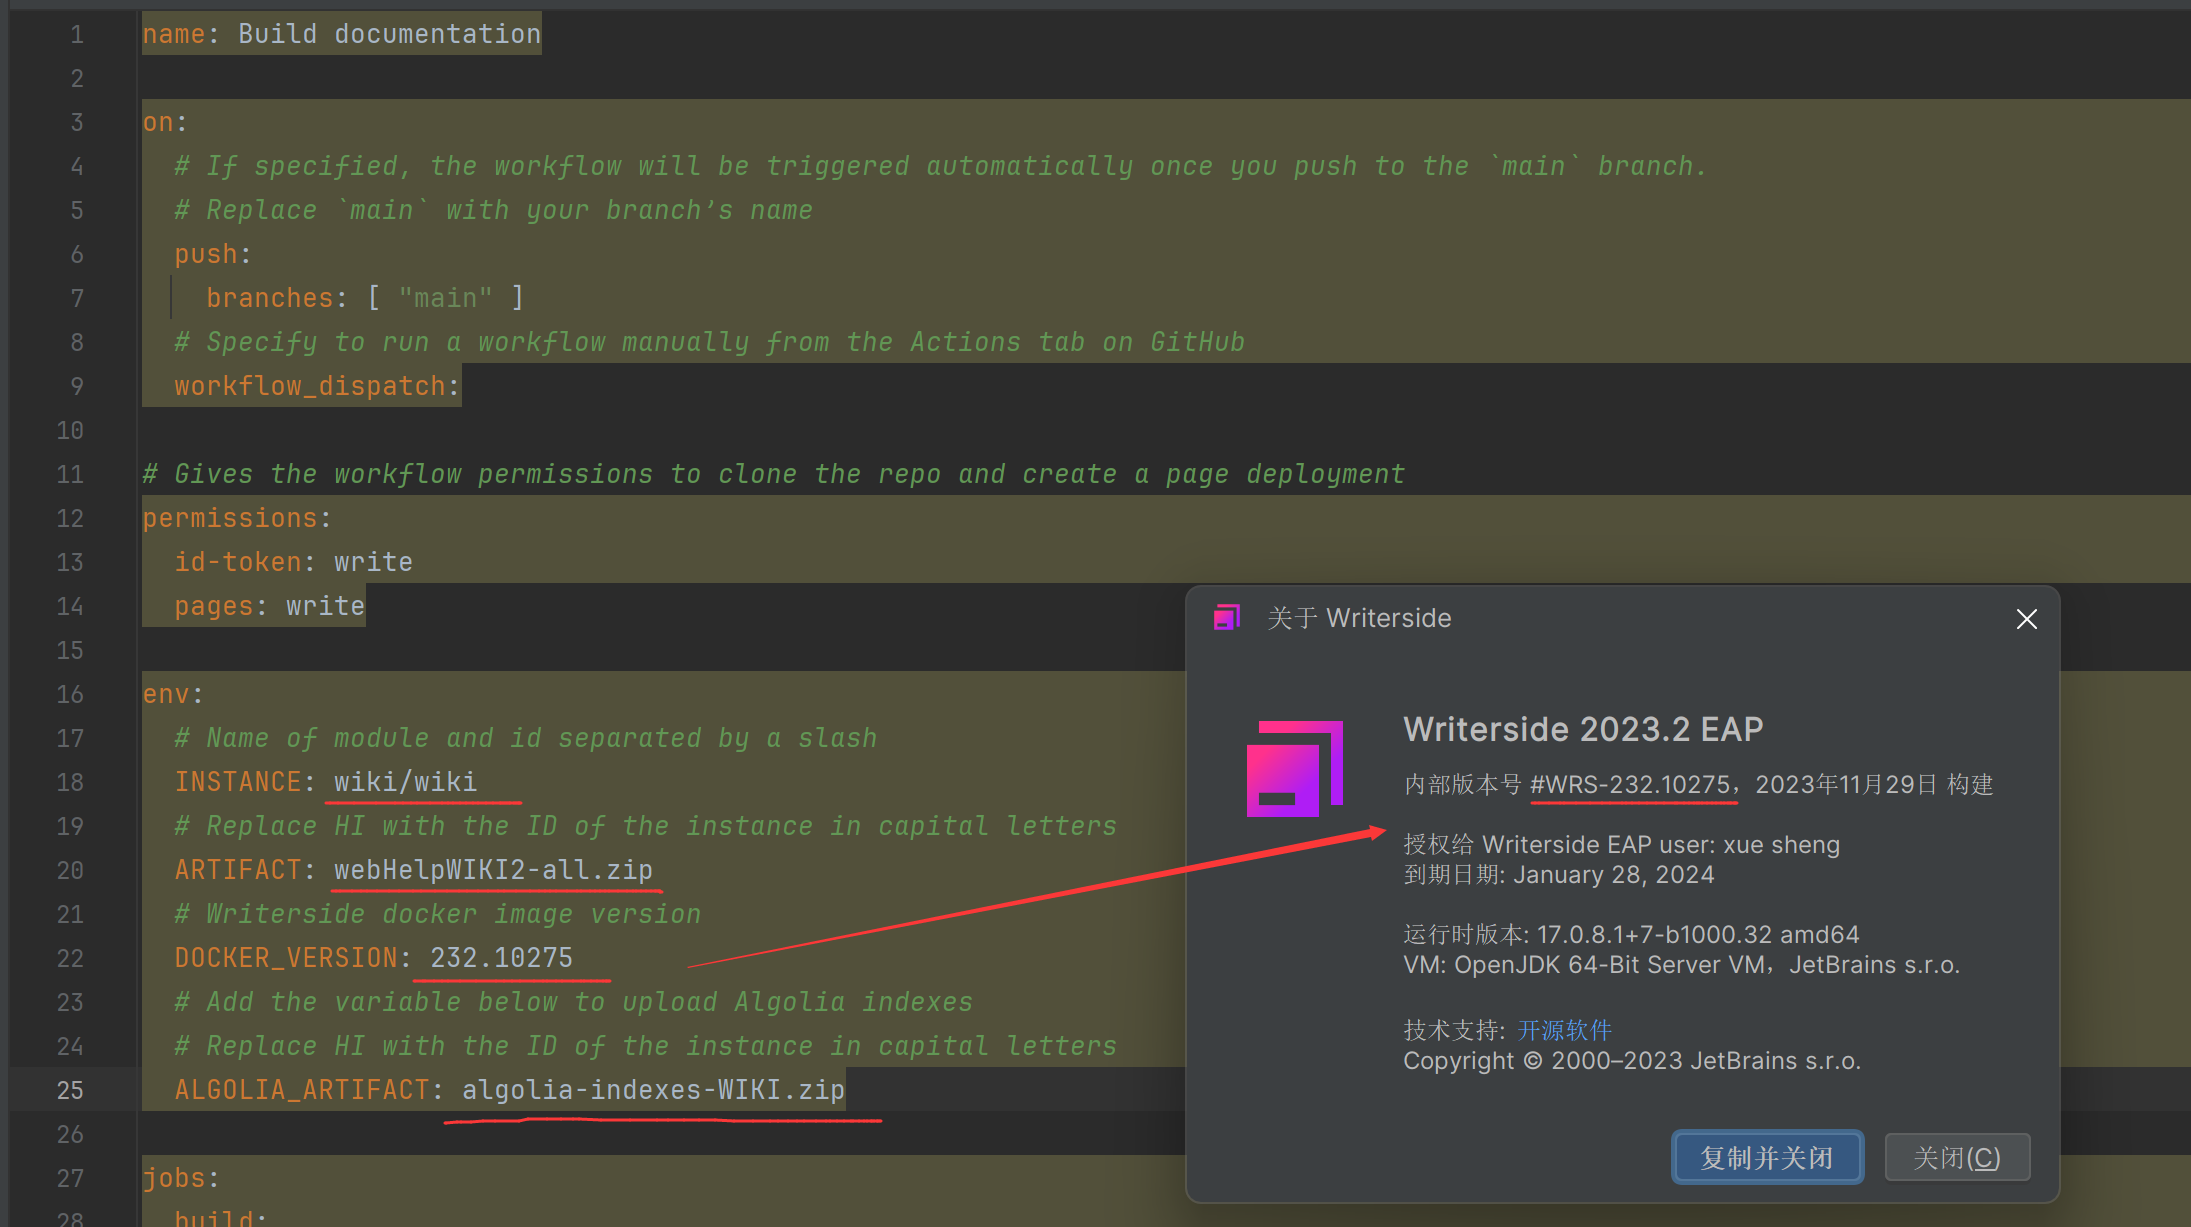 1 name: Build documentation
2
3 on:
4 # If specified, the workflow will be triggered automatically once you push to the `main` branch.
5 # Replace `main` with your branch’s name
6 push:
7 branches: [ "main" ]
8 # Specify to run a workflow manually from the Actions tab on GitHub
9 workflow_dispatch:
10
11 # Gives the workflow permissions to clone the repo and create a page deployment
12 permissions:
13 id-token: write
14 pages: write
15
16 env:
17 # Name of module and id separated by a slash
18 INSTANCE: wiki/wiki
19 # Replace HI with the ID of the instance in capital letters
20 ARTIFACT: webHelpWIKI2-all.zip
21 # Writerside docker image version
22 DOCKER_VERSION: 232.10275
23 # Add the variable below to upload Algolia indexes
24 # Replace HI with the ID of the instance in capital letters
25 ALGOLIA_ARTIFACT: algolia-indexes-WIKI.zip
26
27 jobs:
28 build:
关于 Writerside
Writerside 2023.2 EAP
内部版本号 #WRS-232.10275，2023年11月29日 构建
授权给 Writerside EAP user: xue sheng
到期日期: January 28, 2024
运行时版本: 17.0.8.1+7-b1000.32 amd64
VM: OpenJDK 64-Bit Server VM，JetBrains s.r.o.
技术支持: 开源软件
Copyright © 2000–2023 JetBrains s.r.o.
复制并关闭
关闭(C)